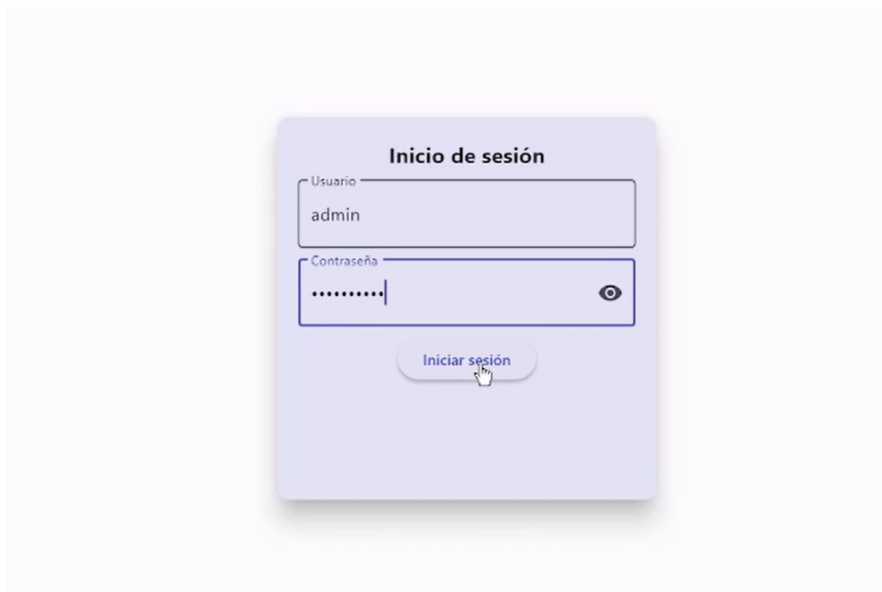 Inicio de sesión
Usuario
admin
Contraseña
••••••••••
Iniciar sesión